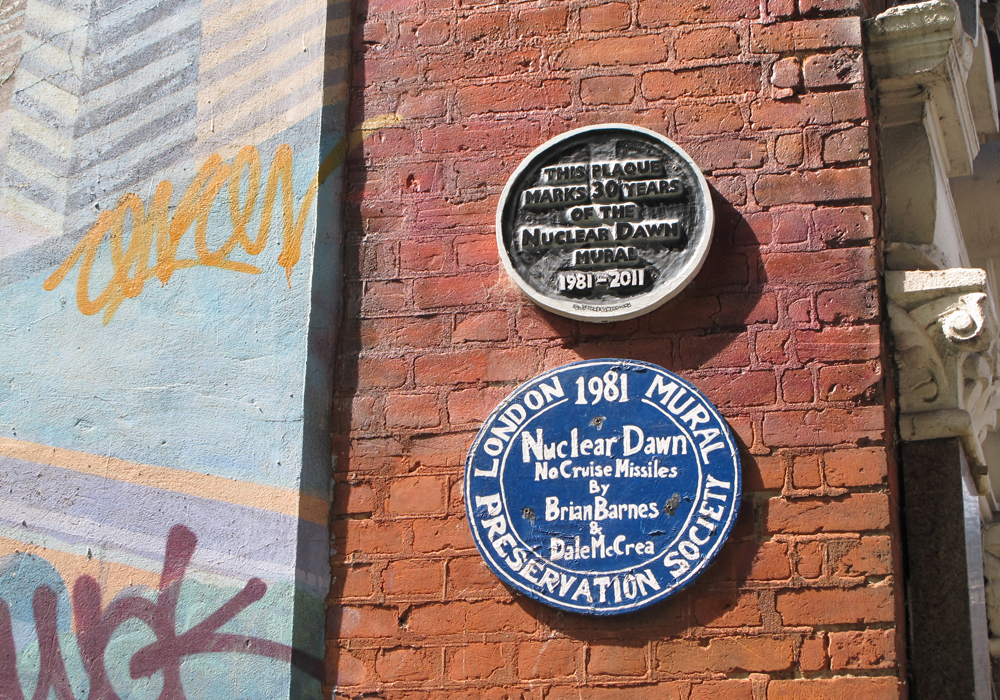 THIS PLAQUE
MARKS 30 YEARS
OF THE
NUCLEAR DAWN
MURAL
1981-2011
LONDON 1981 MURAL
PRESERVATION SOCIETY
Nuclear Dawn
No Cruise Missiles
By
Brian Barnes
&
Dale McCrea